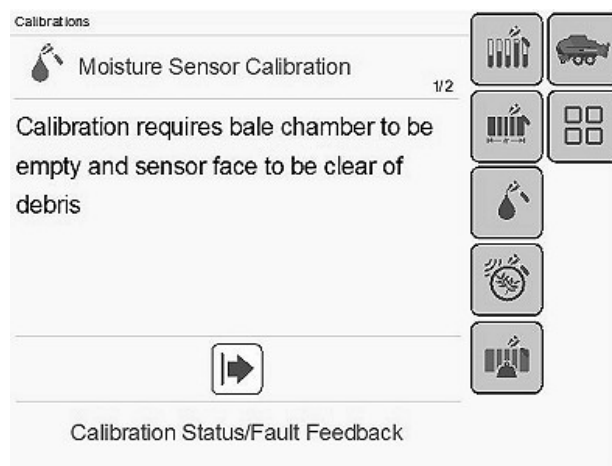 Calibrations
Moisture Sensor Calibration
1/2
Calibration requires bale chamber to be
empty and sensor face to be clear of
debris
Calibration Status/Fault Feedback